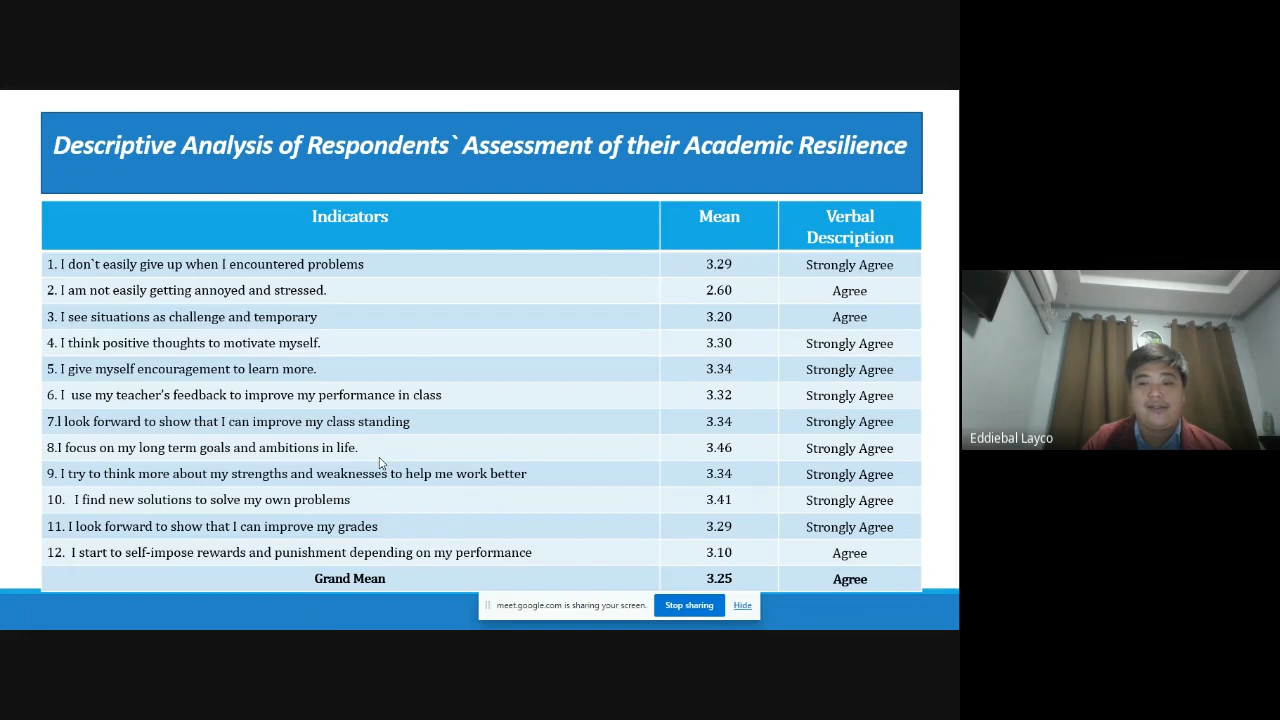 Descriptive Analysis of Respondents` Assessment of their Academic Resilience
Indicators Mean Verbal Description
1. I don`t easily give up when I encountered problems 3.29 Strongly Agree
2. I am not easily getting annoyed and stressed. 2.60 Agree
3. I see situations as challenge and temporary 3.20 Agree
4. I think positive thoughts to motivate myself. 3.30 Strongly Agree
5. I give myself encouragement to learn more. 3.34 Strongly Agree
6. I use my teacher's feedback to improve my performance in class 3.32 Strongly Agree
7.l look forward to show that I can improve my class standing 3.34 Strongly Agree
8.I focus on my long term goals and ambitions in life. 3.46 Strongly Agree
9. I try to think more about my strengths and weaknesses to help me work better 3.34 Strongly Agree
10. I find new solutions to solve my own problems 3.41 Strongly Agree
11. I look forward to show that I can improve my grades 3.29 Strongly Agree
12. I start to self-impose rewards and punishment depending on my performance 3.10 Agree
Grand Mean 3.25 Agree
meet.google.com is sharing your screen. Stop sharing Hide
Eddiebal Layco